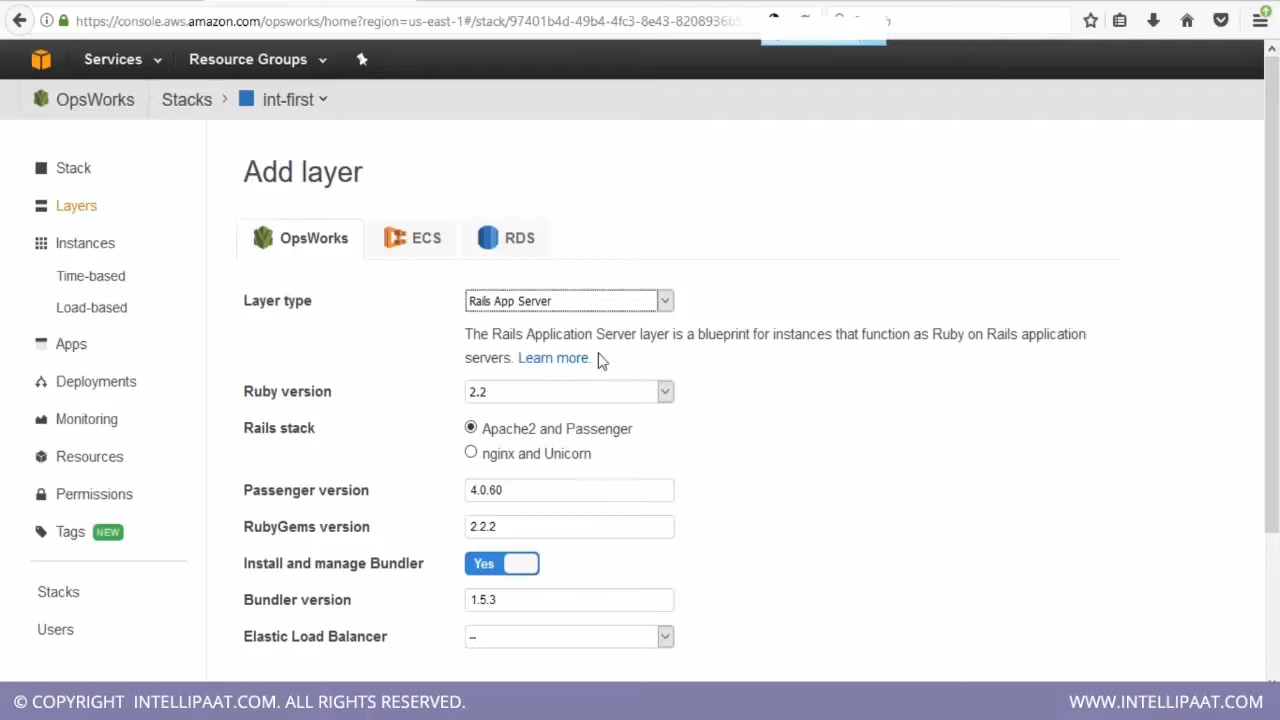 https://console.aws.amazon.com/opsworks/home?region=us-east-1#/stack/97401b40-49b4-4fc3-8e43-8208936b5
Services
Resource Groups
OpsWorks
Stacks
int-first
Stack
Layers
Instances
Time-based
Load-based
Apps
Deployments
Monitoring
Resources
Permissions
Tags NEW
Stacks
Users
Add layer
OpsWorks
ECS
RDS
Layer type
Rails App Server
The Rails Application Server layer is a blueprint for instances that function as Ruby on Rails application
servers. Learn more.
Ruby version
2.2
Rails stack
Apache2 and Passenger
nginx and Unicorn
Passenger version
4.0.60
RubyGems version
2.2.2
Install and manage Bundler
Yes
Bundler version
1.5.3
Elastic Load Balancer
–
© COPYRIGHT INTELLIPAAT.COM. ALL RIGHTS RESERVED.
WWW.INTELLIPAAT.COM